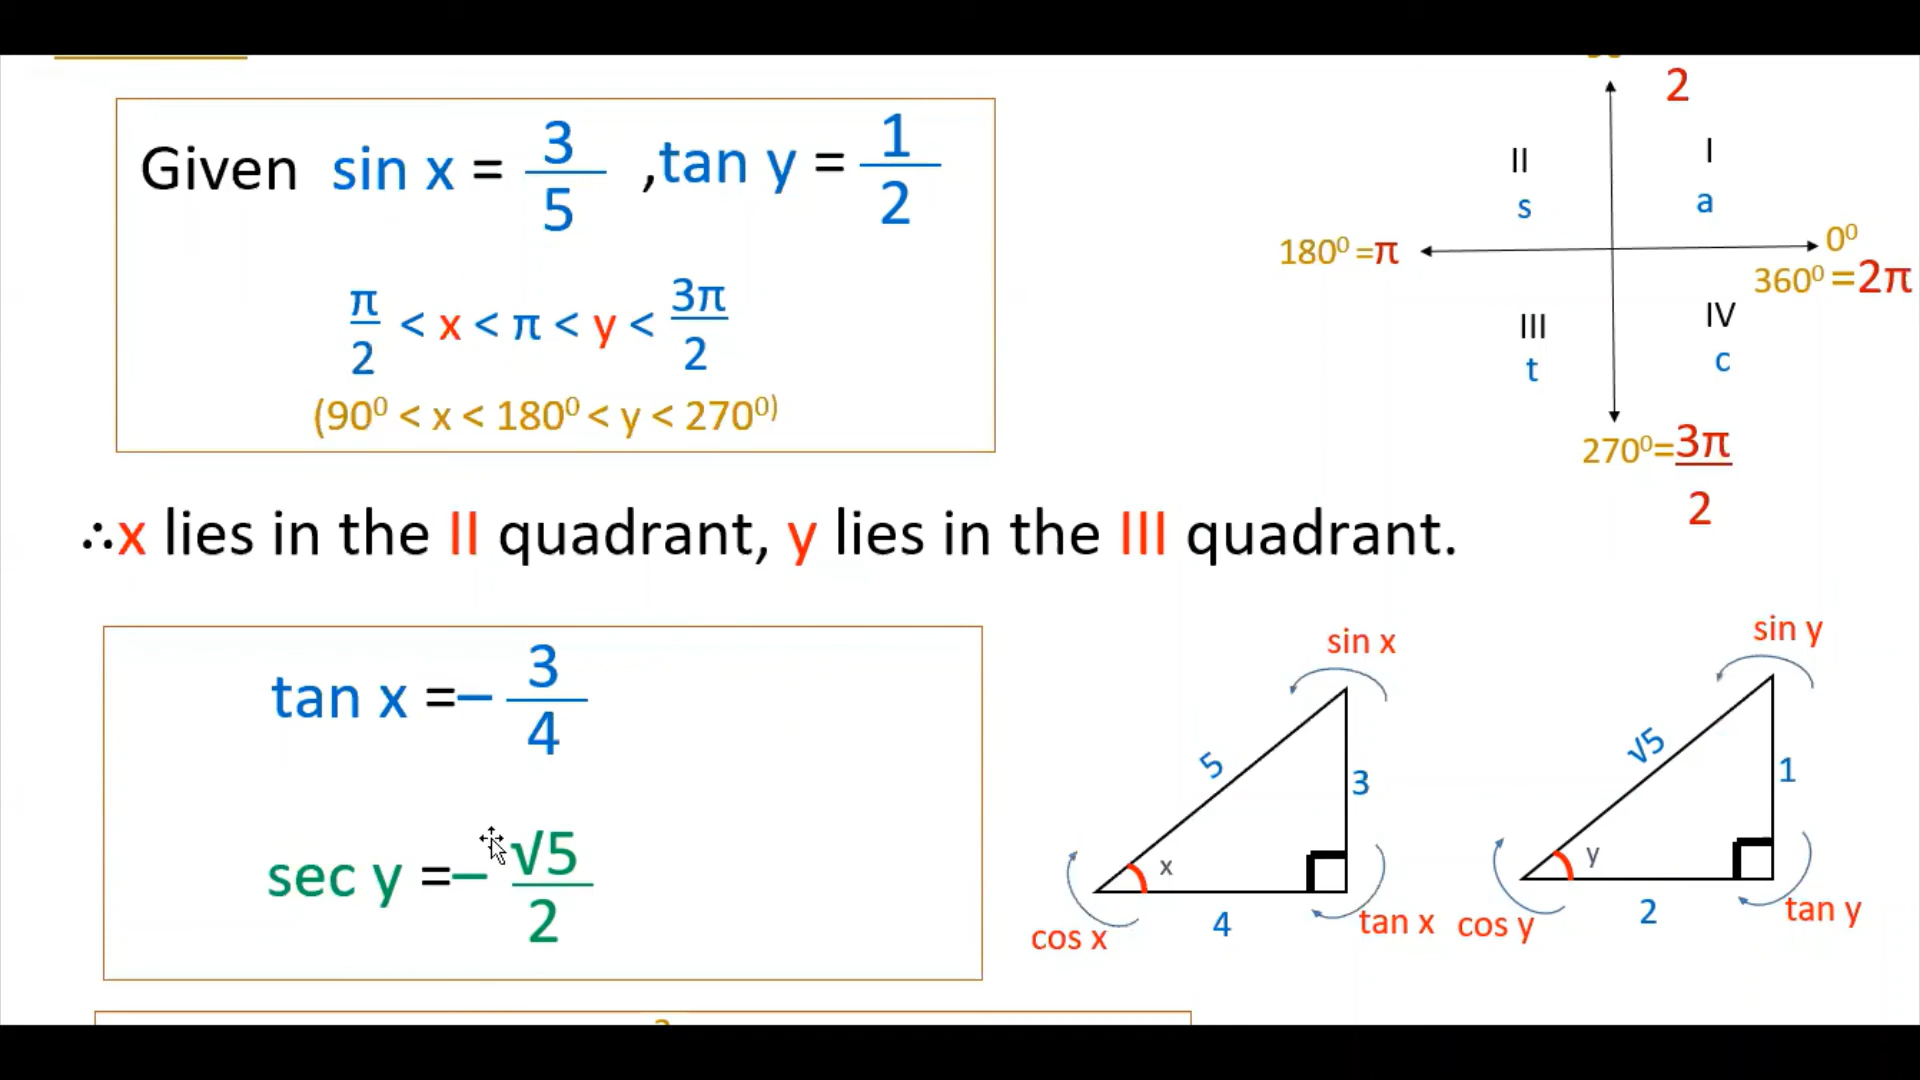 Given sin x = 3/5 ,tan y = 1/2
π/2 < x < π < y < 3π/2
(90⁰ < x < 180⁰ < y < 270⁰)
∴x lies in the II quadrant, y lies in the III quadrant.
tan x =– 3/4
sec y =– √5/2
2
II
I
s
a
180⁰ =π
0⁰
360⁰ =2π
III
IV
t
c
270⁰=3π/2
sin x
5
3
x
4
cos x
tan x
sin y
√5
1
y
2
cos y
tan y